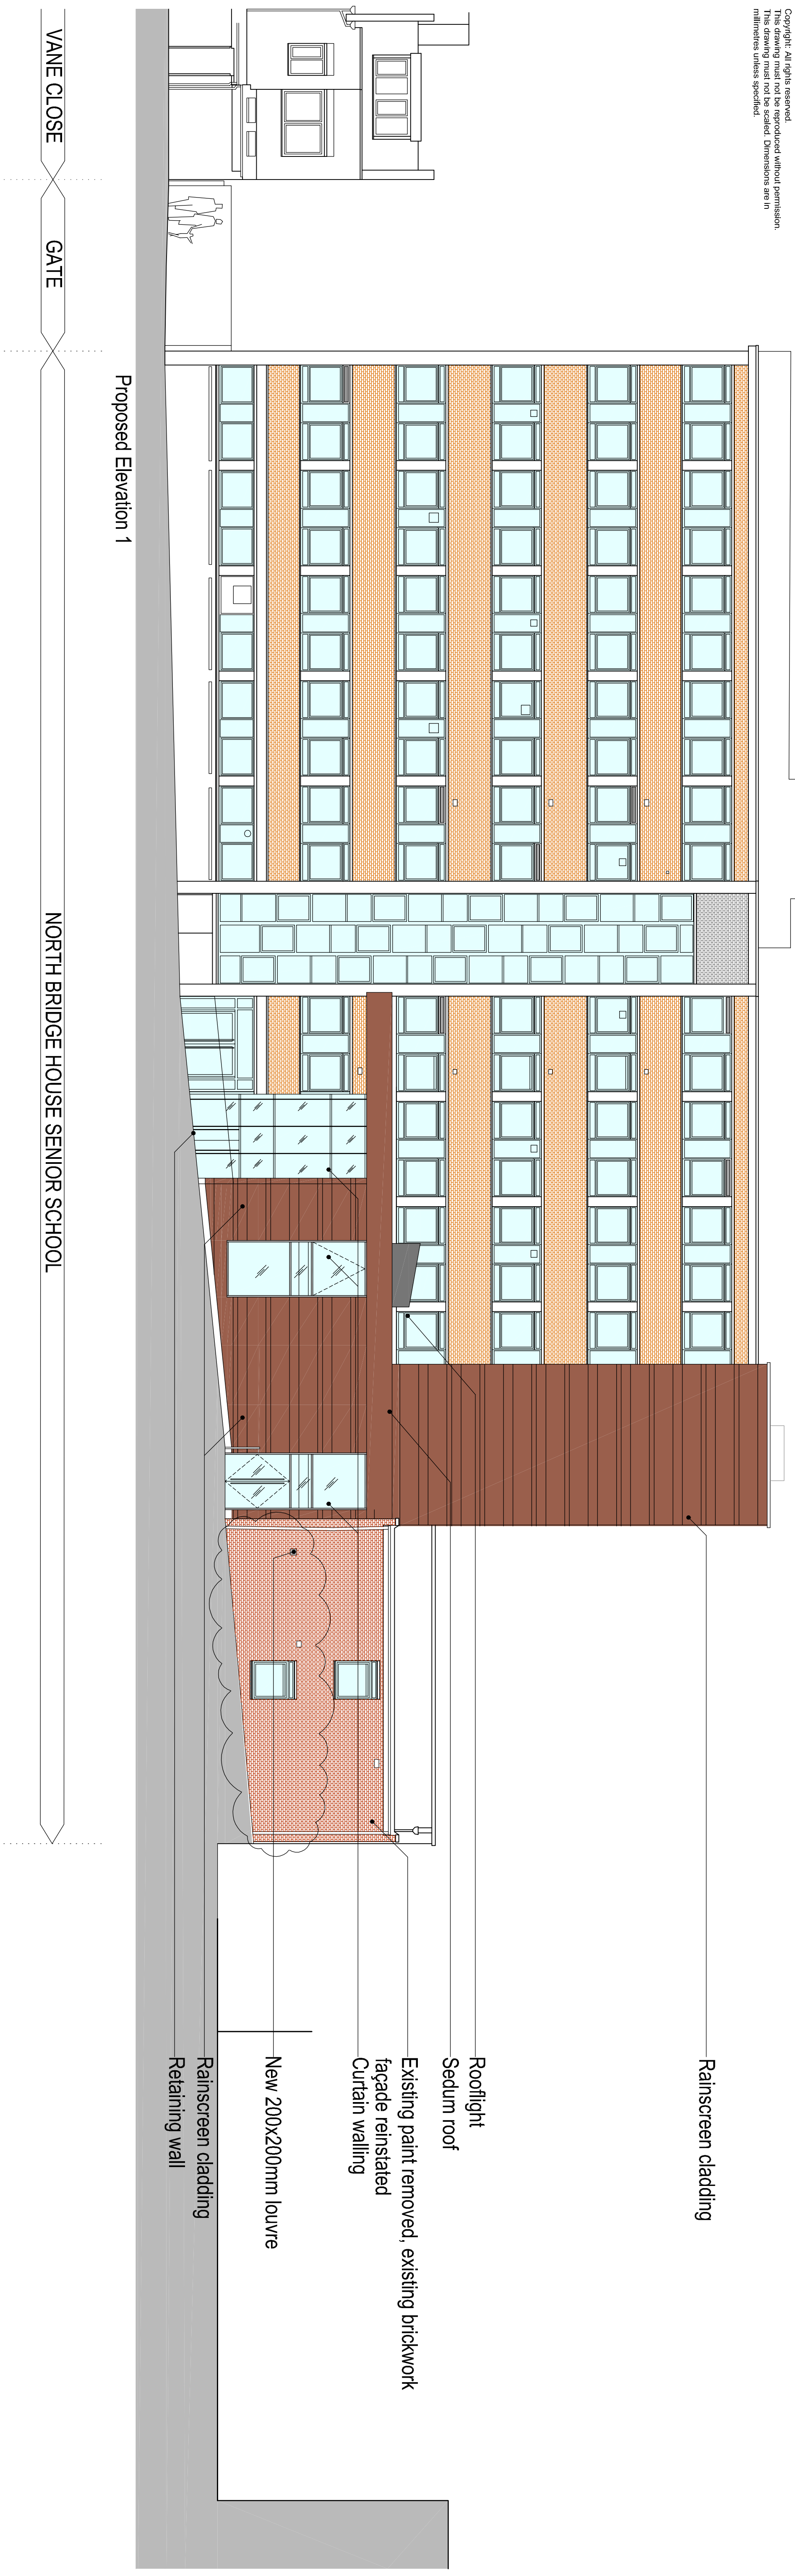 Copyright: All rights reserved.
This drawing must not be reproduced without permission.
This drawing must not be scaled. Dimensions are in
millimetres unless specified.
Rainscreen cladding
Rooflight
Sedum roof
Existing paint removed, existing brickwork
façade reinstated
Curtain walling
New 200x200mm louvre
Rainscreen cladding
Retaining wall
Proposed Elevation 1
VANE CLOSE
GATE
NORTH BRIDGE HOUSE SENIOR SCHOOL